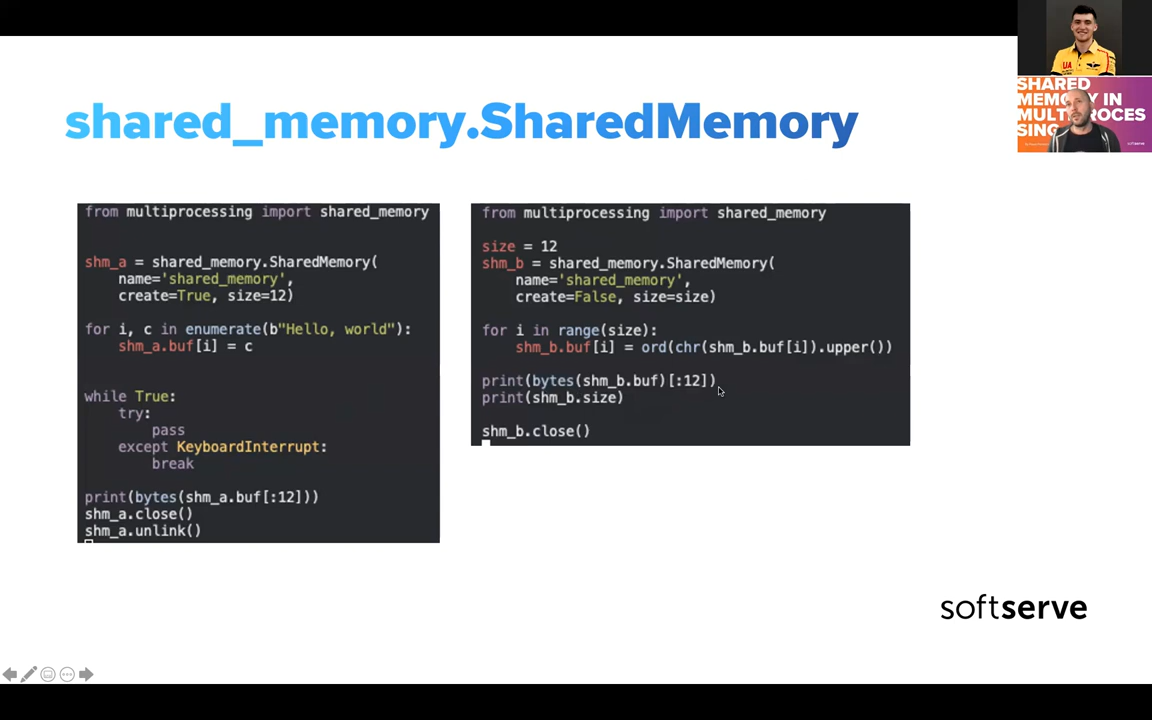 shared_memory.SharedMemory
from multiprocessing import shared_memory
shm_a = shared_memory.SharedMemory(
    name='shared_memory',
    create=True, size=12)
for i, c in enumerate(b"Hello, world"):
    shm_a.buf[i] = c
while True:
    try:
        pass
    except KeyboardInterrupt:
        break
print(bytes(shm_a.buf[:12]))
shm_a.close()
shm_a.unlink()
from multiprocessing import shared_memory
size = 12
shm_b = shared_memory.SharedMemory(
    name='shared_memory',
    create=False, size=size)
for i in range(size):
    shm_b.buf[i] = ord(chr(shm_b.buf[i]).upper())
print(bytes(shm_b.buf)[:12])
print(shm_b.size)
shm_b.close()
softserve
UA
SHARED
MEMORY IN
softserve